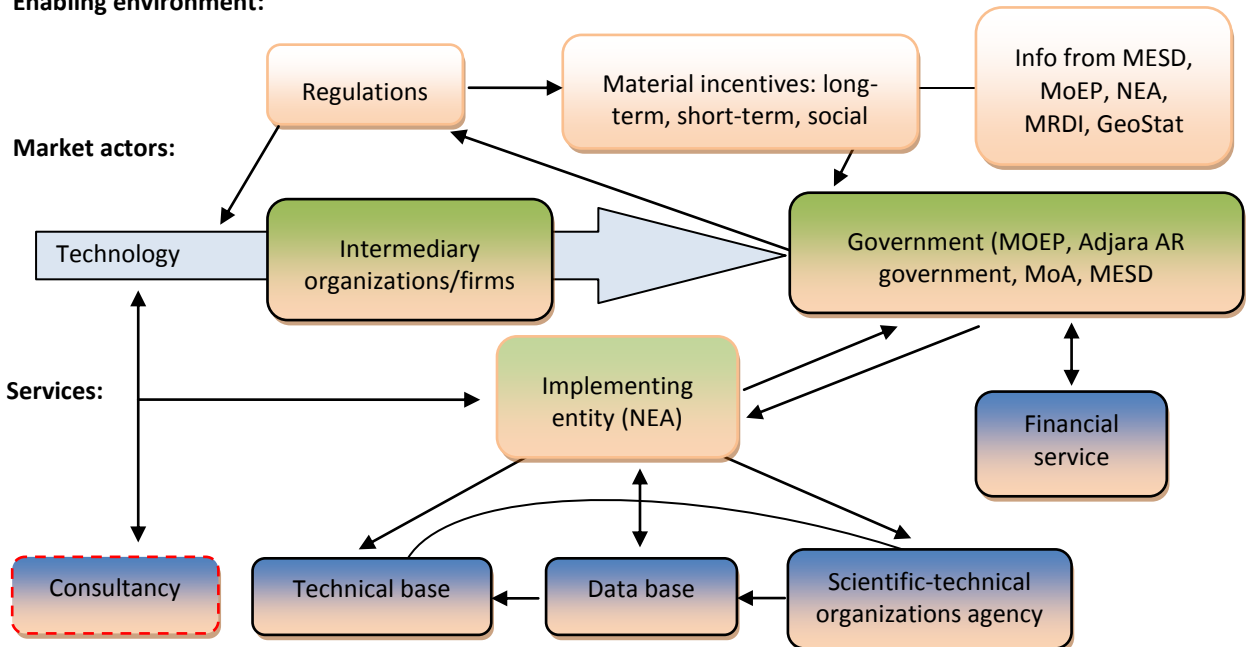 Enabling environment:
Regulations
Material incentives: long-
term, short-term, social
Info from MESD,
MoEP, NEA,
MRDI, GeoStat
Market actors:
Technology
Intermediary
organizations/firms
Government (MOEP, Adjara AR
government, MoA, MESD
Services:
Implementing
entity (NEA)
Financial
service
Consultancy
Technical base
Data base
Scientific-technical
organizations agency